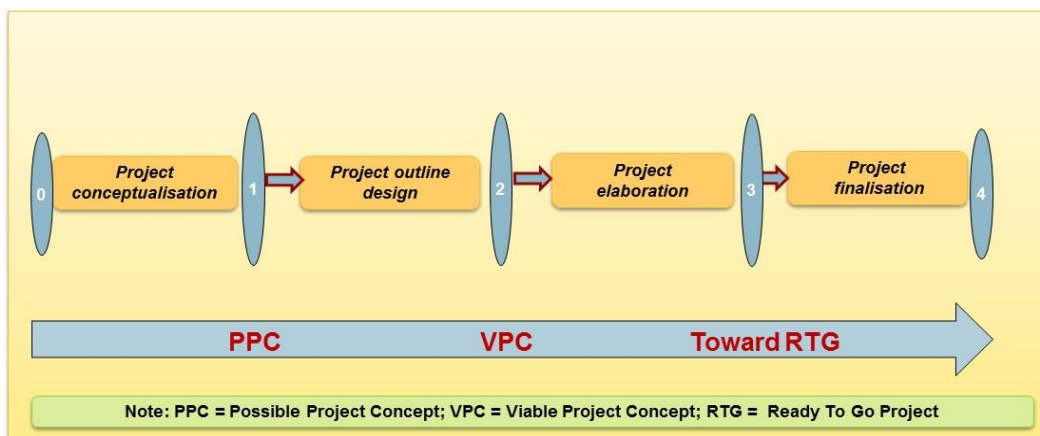 0
Project
conceptualisation
1
Project outline
design
2
Project
elaboration
3
Project
finalisation
4
PPC
VPC
Toward RTG
Note: PPC = Possible Project Concept; VPC = Viable Project Concept; RTG = Ready To Go Project